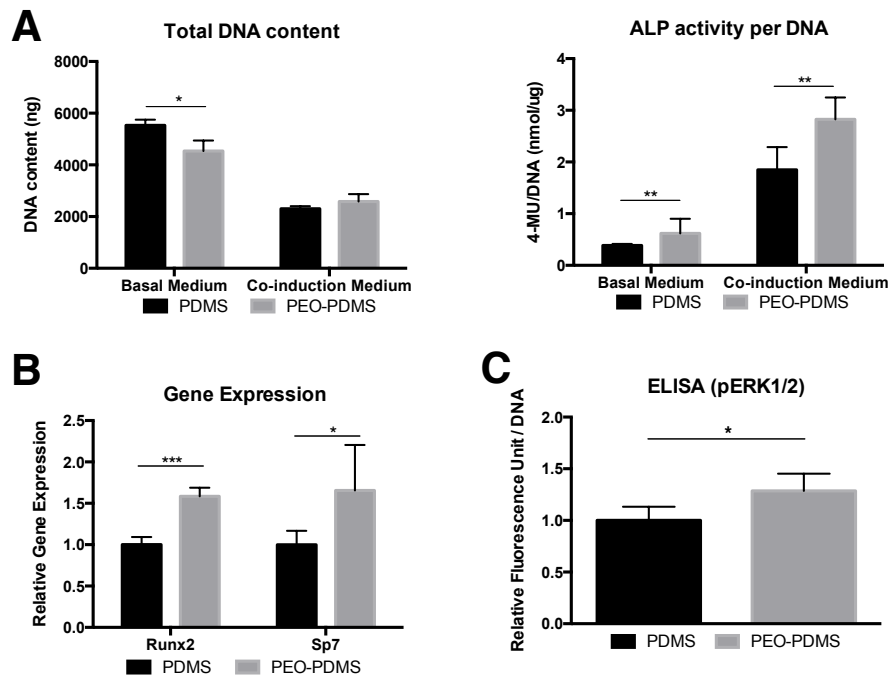 A
Total DNA content
DNA content (ng)
8000
6000
4000
2000
0
*
Basal Medium Co-induction Medium
PDMS PEO-PDMS
ALP activity per DNA
4-MU/DNA (nmol/ug)
4
3
2
1
0
**
**
Basal Medium Co-induction Medium
PDMS PEO-PDMS
B
Gene Expression
Relative Gene Expression
2.5
2.0
1.5
1.0
0.5
0.0
***
*
Runx2 Sp7
PDMS PEO-PDMS
C
ELISA (pERK1/2)
Relative Fluorescence Unit / DNA
2.0
1.5
1.0
0.5
0.0
*
PDMS PEO-PDMS